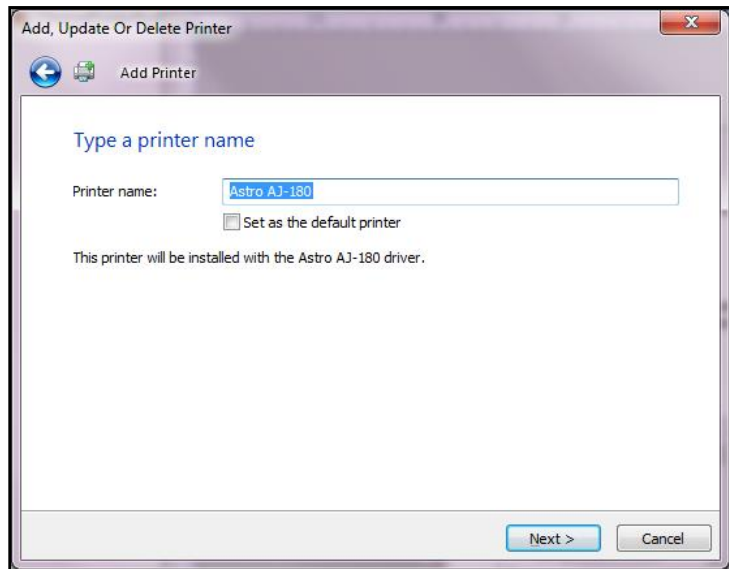 Add, Update Or Delete Printer
Add Printer
Type a printer name
Printer name:
Astro AJ-180
Set as the default printer
This printer will be installed with the Astro AJ-180 driver.
Next >
Cancel